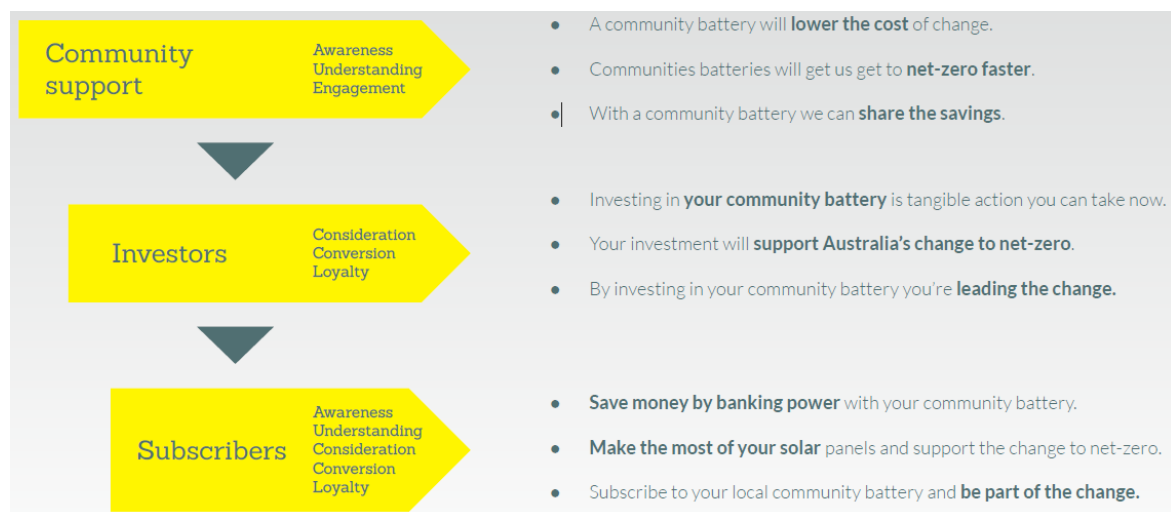 Community
support
Awareness
Understanding
Engagement
● A community battery will lower the cost of change.
● Communities batteries will get us get to net-zero faster.
● With a community battery we can share the savings.
Investors
Consideration
Conversion
Loyalty
● Investing in your community battery is tangible action you can take now.
● Your investment will support Australia's change to net-zero.
● By investing in your community battery you're leading the change.
Subscribers
Awareness
Understanding
Consideration
Conversion
Loyalty
● Save money by banking power with your community battery.
● Make the most of your solar panels and support the change to net-zero.
● Subscribe to your local community battery and be part of the change.